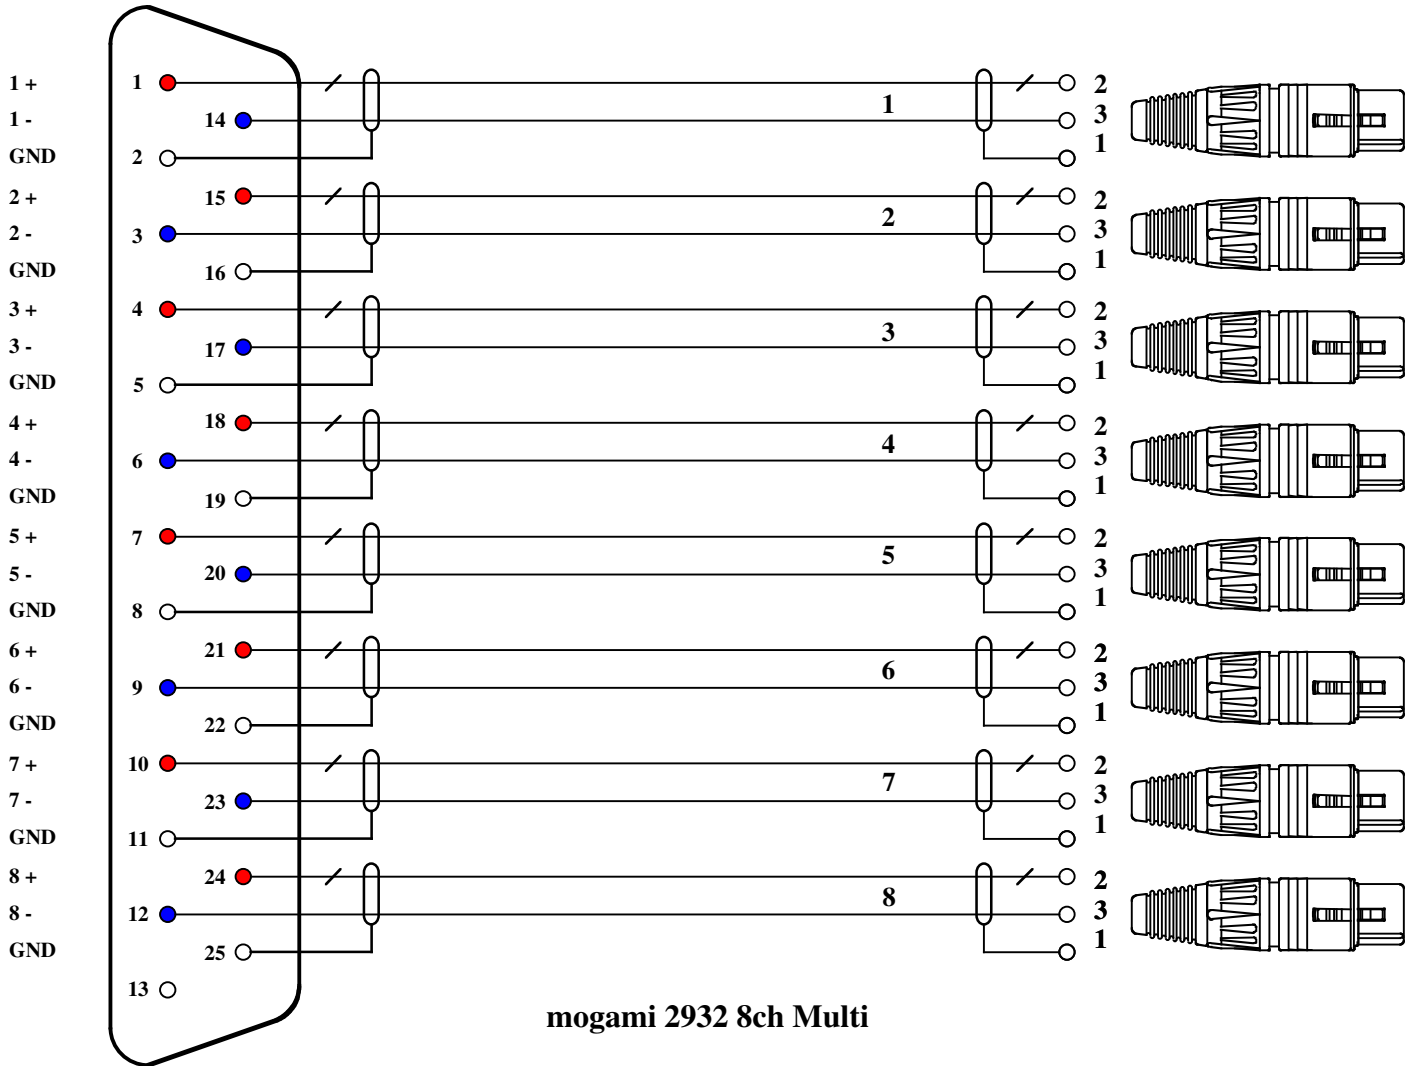 1 + 1 2
1 - 14 1 3
GND 2 1
2 + 15 2
2 - 3 2 3
GND 16 1
3 + 4 2
3 - 17 3 3
GND 5 1
4 + 18 2
4 - 6 4 3
GND 19 1
5 + 7 2
5 - 20 5 3
GND 8 1
6 + 21 2
6 - 9 6 3
GND 22 1
7 + 10 2
7 - 23 7 3
GND 11 1
8 + 24 2
8 - 12 8 3
GND 25 1
13
mogami 2932 8ch Multi